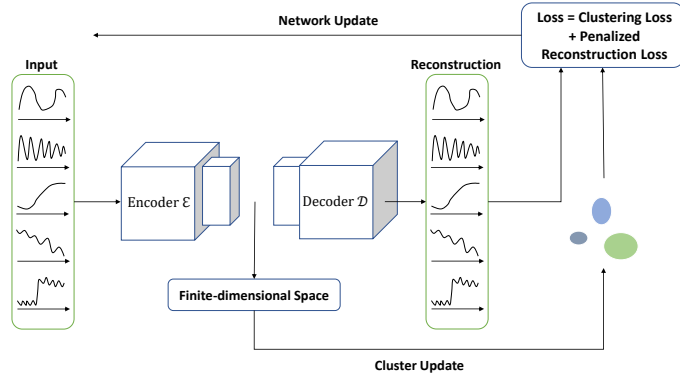 Network Update
Loss = Clustering Loss
+ Penalized
Reconstruction Loss
Input
Reconstruction
Encoder ℰ
Decoder 𝒟
Finite-dimensional Space
Cluster Update